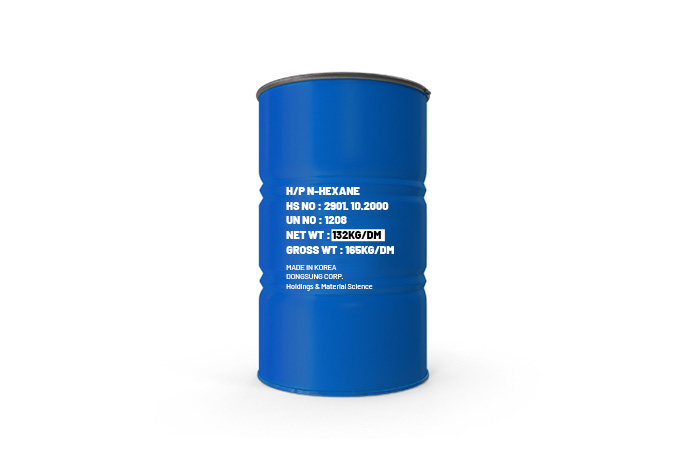 H/P N-HEXANE
HS NO : 2901. 10.2000
UN NO : 1208
NET WT : 132KG/DM
GROSS WT : 165KG/DM
MADE IN KOREA
DONGSUNG CORP.
Holdings & Material Science